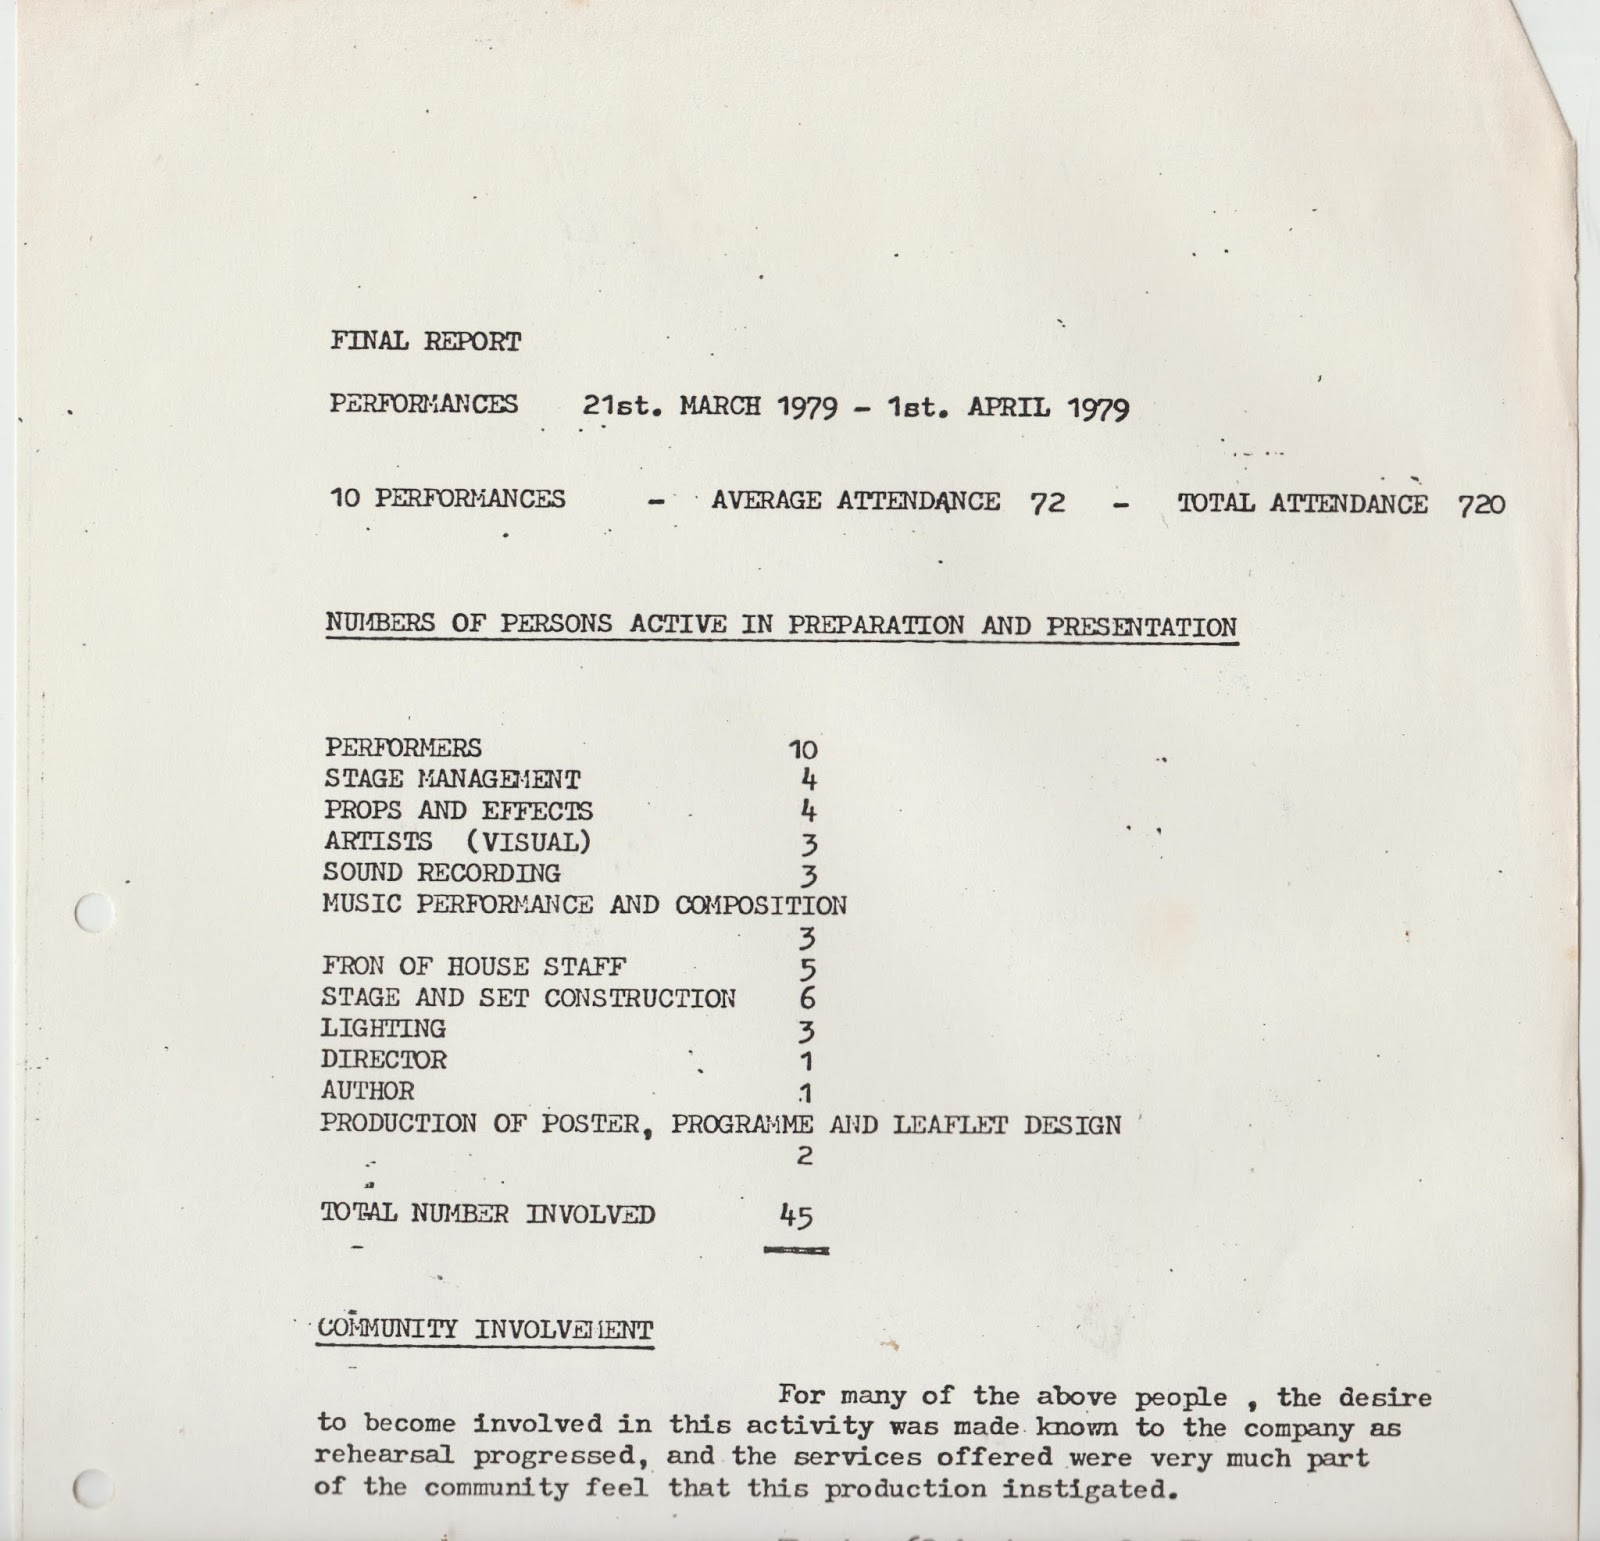 FINAL REPORT
PERFORMANCES 21st. MARCH 1979 - 1st. APRIL 1979
10 PERFORMANCES - AVERAGE ATTENDANCE 72 - TOTAL ATTENDANCE 720
NUMBERS OF PERSONS ACTIVE IN PREPARATION AND PRESENTATION
PERFORMERS 10
STAGE MANAGEMENT 4
PROPS AND EFFECTS 4
ARTISTS (VISUAL) 3
SOUND RECORDING 3
MUSIC PERFORMANCE AND COMPOSITION
3
FRON OF HOUSE STAFF 5
STAGE AND SET CONSTRUCTION 6
LIGHTING 3
DIRECTOR 1
AUTHOR 1
PRODUCTION OF POSTER, PROGRAMME AND LEAFLET DESIGN
2
TOTAL NUMBER INVOLVED 45
COMMUNITY INVOLVEMENT
For many of the above people , the desire
to become involved in this activity was made known to the company as
rehearsal progressed, and the services offered were very much part
of the community feel that this production instigated.